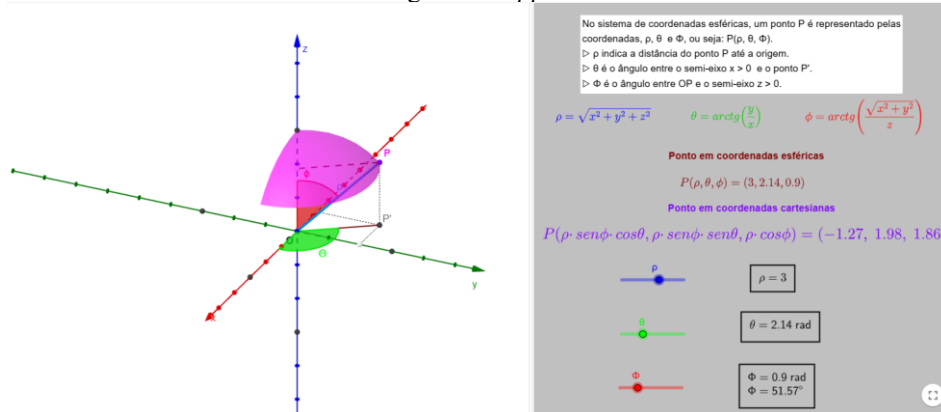 z
P
ϕ
ρ
O
P'
Θ
y
x
No sistema de coordenadas esféricas, um ponto P é representado pelas
coordenadas, ρ, θ e Φ, ou seja: P(ρ, θ, Φ).
▷ ρ indica a distância do ponto P até a origem.
▷ θ é o ângulo entre o semi-eixo x > 0 e o ponto P'.
▷ Φ é o ângulo entre OP e o semi-eixo z > 0.
ρ = √(x² + y² + z²) θ = arctg(y/x) ϕ = arctg(√(x² + y²)/z)
Ponto em coordenadas esféricas
P(ρ, θ, ϕ) = (3, 2.14, 0.9)
Ponto em coordenadas cartesianas
P(ρ· senϕ· cosθ, ρ· senϕ· senθ, ρ· cosϕ) = (−1.27, 1.98, 1.86
ρ
ρ = 3
θ
θ = 2.14 rad
Φ
Φ = 0.9 rad
Φ = 51.57°